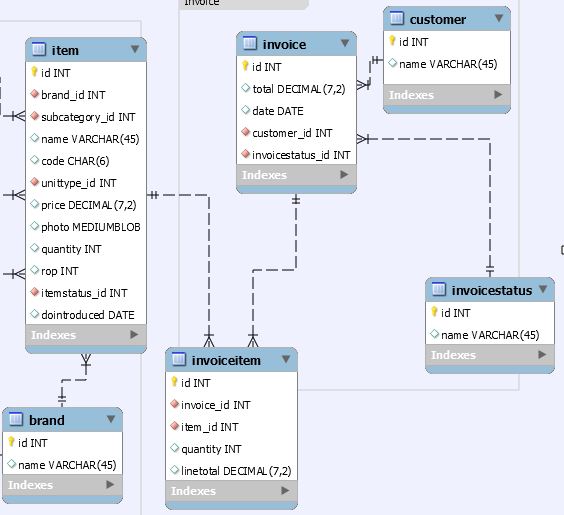 Invoice
item
id INT
brand_id INT
subcategory_id INT
name VARCHAR(45)
code CHAR(6)
unittype_id INT
price DECIMAL(7,2)
photo MEDIUMBLOB
quantity INT
rop INT
itemstatus_id INT
dointroduced DATE
Indexes
invoice
id INT
total DECIMAL(7,2)
date DATE
customer_id INT
invoicestatus_id INT
Indexes
customer
id INT
name VARCHAR(45)
Indexes
invoicestatus
id INT
name VARCHAR(45)
Indexes
invoiceitem
id INT
invoice_id INT
item_id INT
quantity INT
linetotal DECIMAL(7,2)
Indexes
brand
id INT
name VARCHAR(45)
Indexes